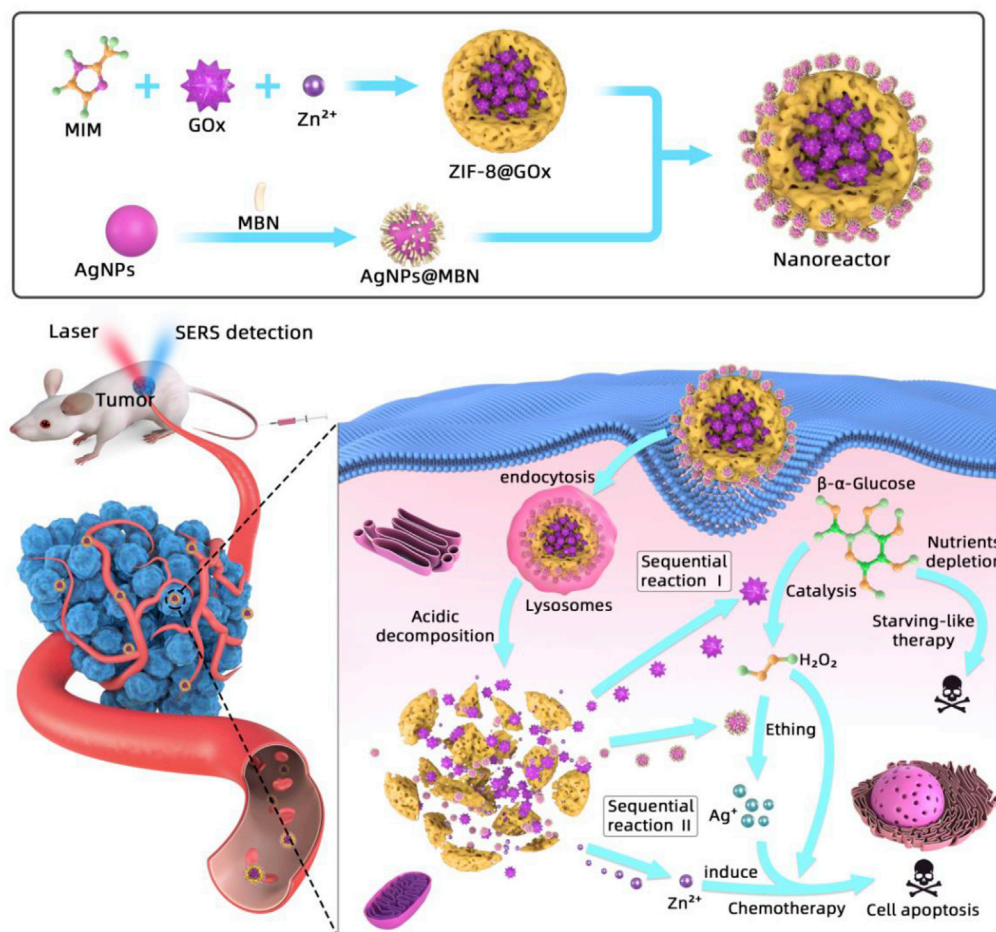 MIM
GOx
Zn²⁺
ZIF-8@GOx
MBN
AgNPs
AgNPs@MBN
Nanoreactor
Laser
SERS detection
Tumor
endocytosis
Lysosomes
Acidic
decomposition
Sequential
reaction I
β-α-Glucose
Catalysis
Nutrients
depletion
Starving-like
therapy
H₂O₂
Ething
Ag⁺
Sequential
reaction II
Zn²⁺
induce
Chemotherapy
Cell apoptosis